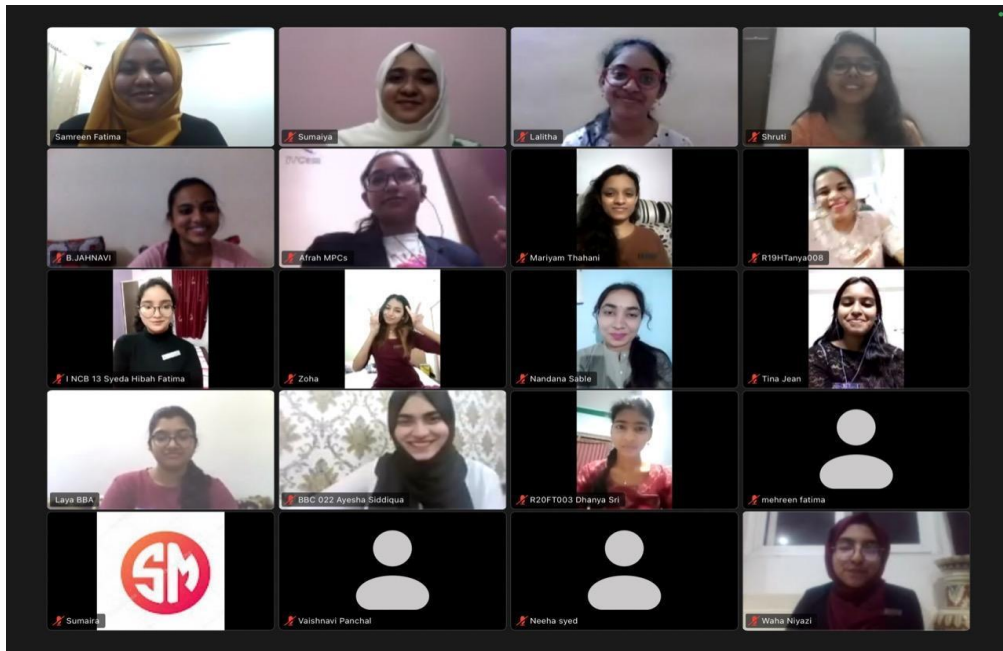 Samreen Fatima
Sumaiya
Lalitha
Shruti
B.JAHNAVI
Afrah MPCs
Mariyam Thahani
R19HTanya008
I NCB 13 Syeda Hibah Fatima
Zoha
Nandana Sable
Tina Jean
Laya BBA
BBC 022 Ayesha Siddiqua
R20FT003 Dhanya Sri
mehreen fatima
SM
Sumaira
Vaishnavi Panchal
Neeha syed
Waha Niyazi